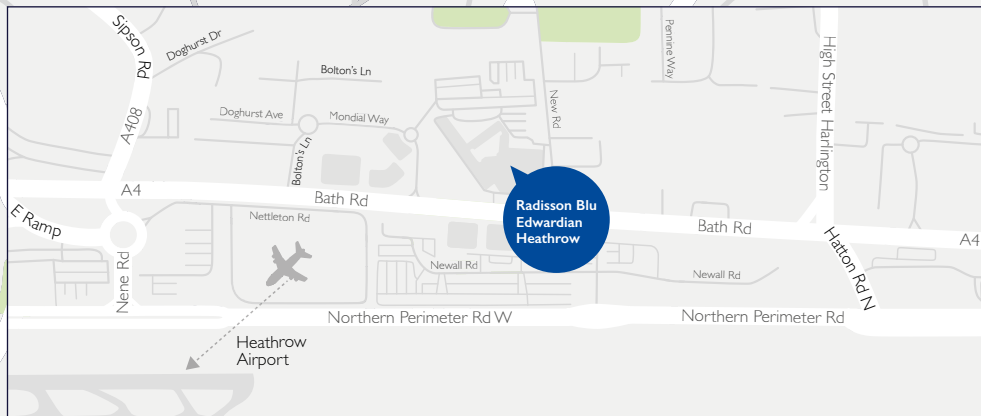 Sipson Rd
Doghurst Dr
Pennine Way
High Street Harlington
Bolton's Ln
A408
Doghurst Ave
Mondial Way
New Rd
Bolton's Ln
A4
Bath Rd
Radisson Blu
Edwardian
Heathrow
E Ramp
Nettleton Rd
Bath Rd
A4
Nene Rd
Newall Rd
Newall Rd
Hatton Rd N
Northern Perimeter Rd W
Northern Perimeter Rd
Heathrow
Airport